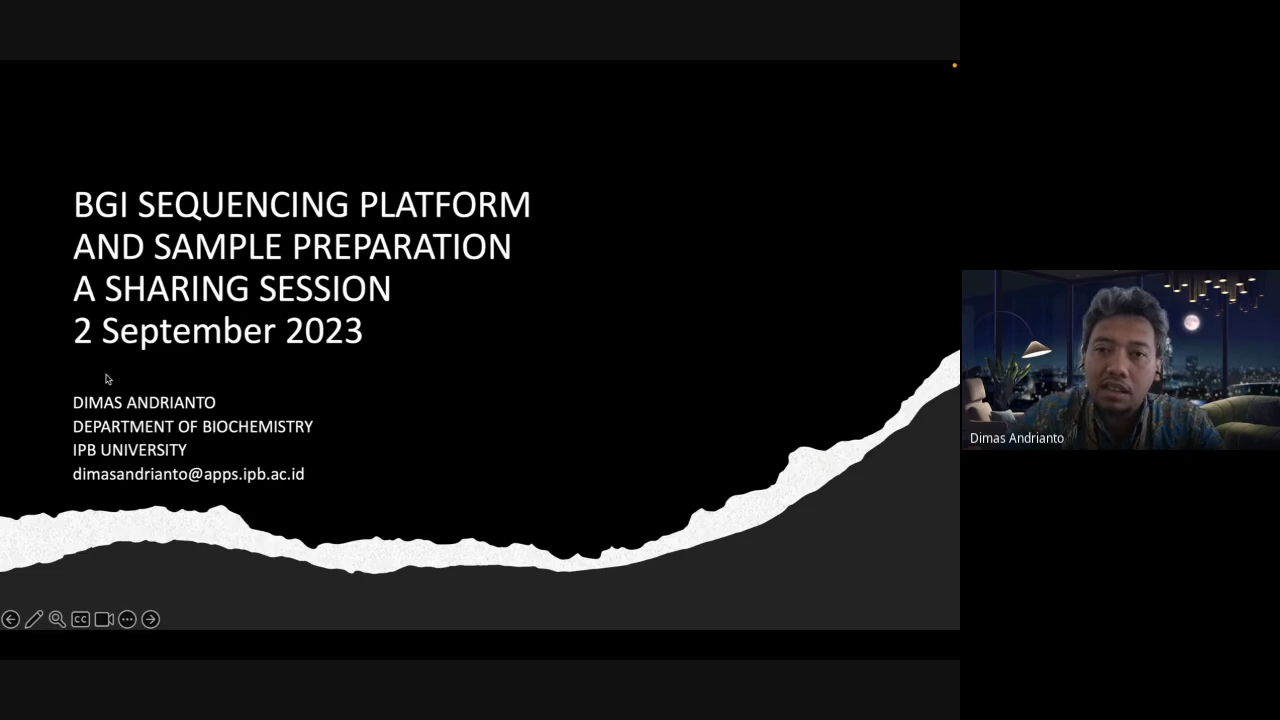 BGI SEQUENCING PLATFORM
AND SAMPLE PREPARATION
A SHARING SESSION
2 September 2023
DIMAS ANDRIANTO
DEPARTMENT OF BIOCHEMISTRY
IPB UNIVERSITY
dimasandrianto@apps.ipb.ac.id
Dimas Andrianto
CC